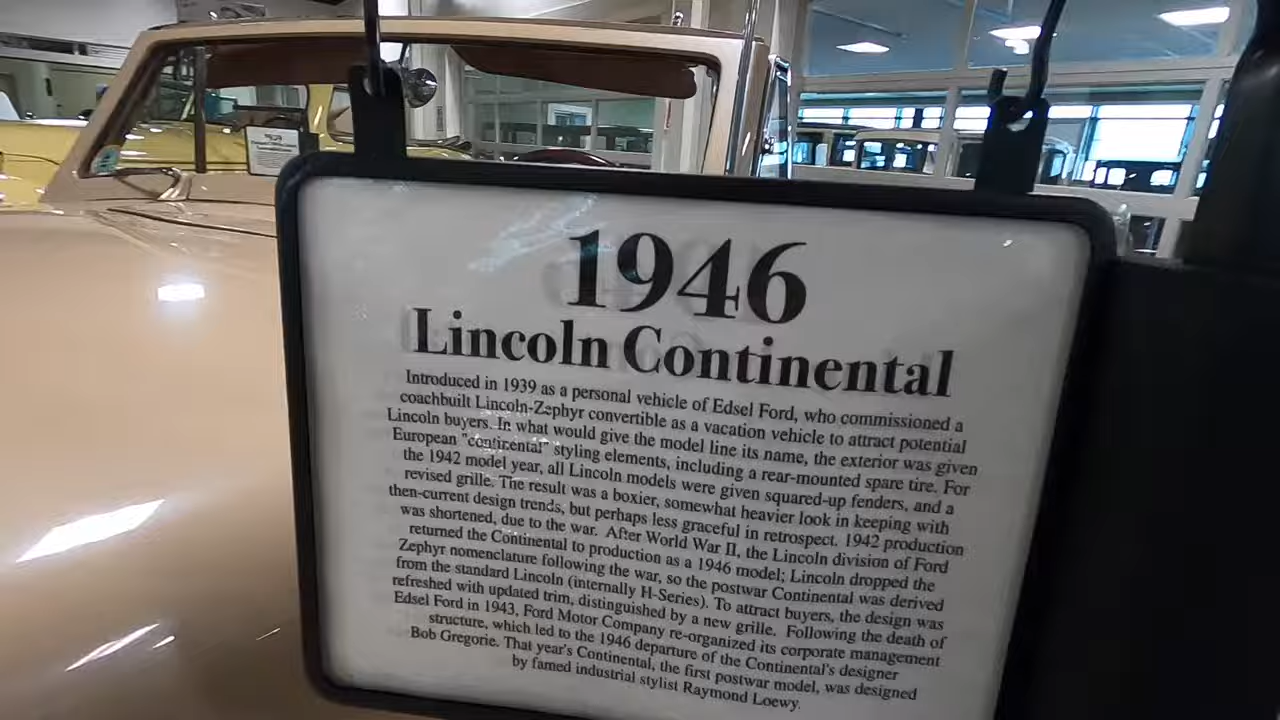 1946
Lincoln Continental
Introduced in 1939 as a personal vehicle of Edsel Ford, who commissioned a
coachbuilt Lincoln-Zephyr convertible as a vacation vehicle to attract potential
Lincoln buyers. In what would give the model line its name, the exterior was given
European "continental" styling elements, including a rear-mounted spare tire. For
the 1942 model year, all Lincoln models were given squared-up fenders, and a
revised grille. The result was a boxier, somewhat heavier look in keeping with
then-current design trends, but perhaps less graceful in retrospect. 1942 production
was shortened, due to the war. After World War II, the Lincoln division of Ford
returned the Continental to production as a 1946 model; Lincoln dropped the
Zephyr nomenclature following the war, so the postwar Continental was derived
from the standard Lincoln (internally H-Series). To attract buyers, the design was
refreshed with updated trim, distinguished by a new grille. Following the death of
Edsel Ford in 1943, Ford Motor Company re-organized its corporate management
structure, which led to the 1946 departure of the Continental's designer
Bob Gregorie. That year's Continental, the first postwar model, was designed
by famed industrial stylist Raymond Loewy.